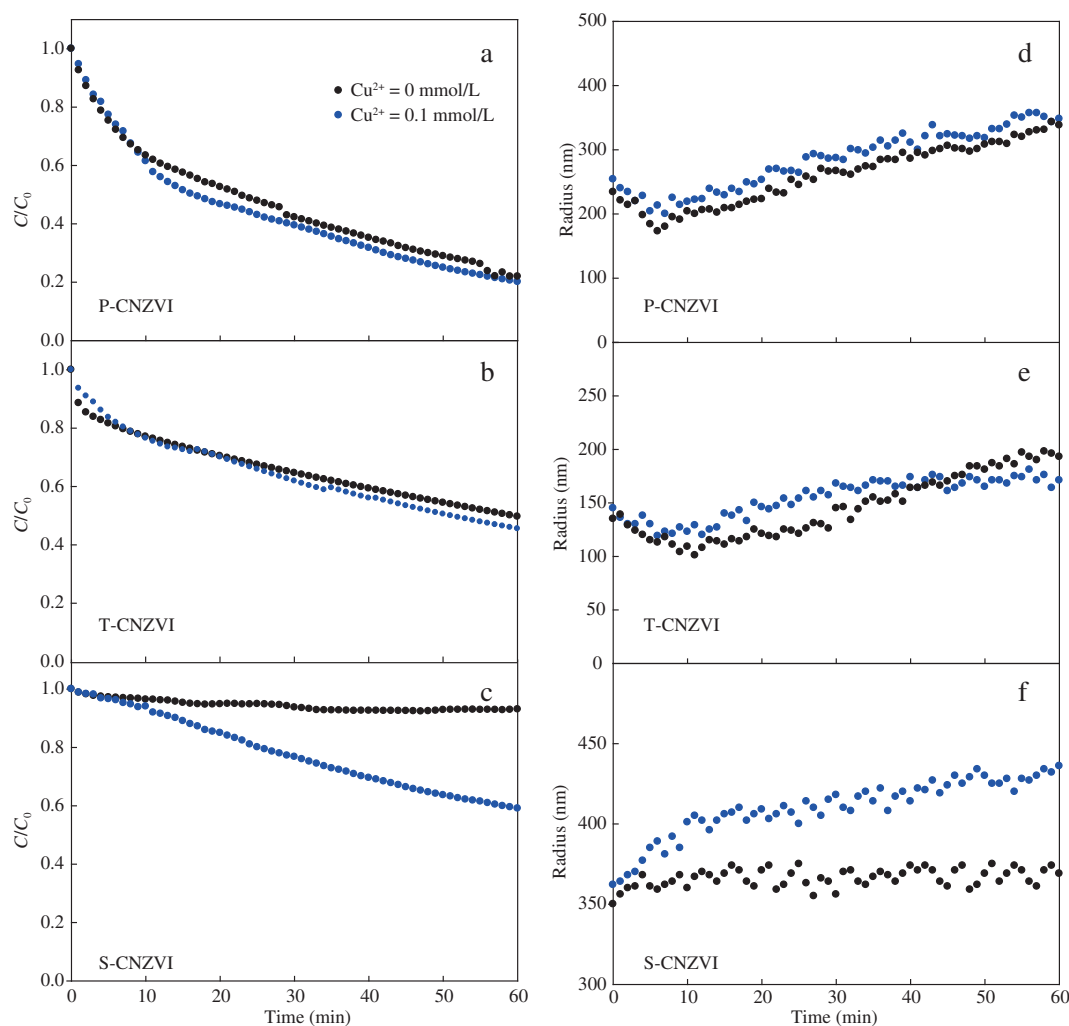 a
1.0
Cu²⁺ = 0 mmol/L
Cu²⁺ = 0.1 mmol/L
0.8
0.6
C/C₀
0.4
0.2
P-CNZVI
0.0
b
1.0
0.8
0.6
C/C₀
0.4
0.2
T-CNZVI
0.0
c
1.0
0.8
0.6
C/C₀
0.4
0.2
S-CNZVI
0.0
0 10 20 30 40 50 60
Time (min)
500
d
400
300
Radius (nm)
200
100
P-CNZVI
0
e
250
200
150
Radius (nm)
100
50
T-CNZVI
0
f
450
400
Radius (nm)
350
S-CNZVI
300
0 10 20 30 40 50 60
Time (min)